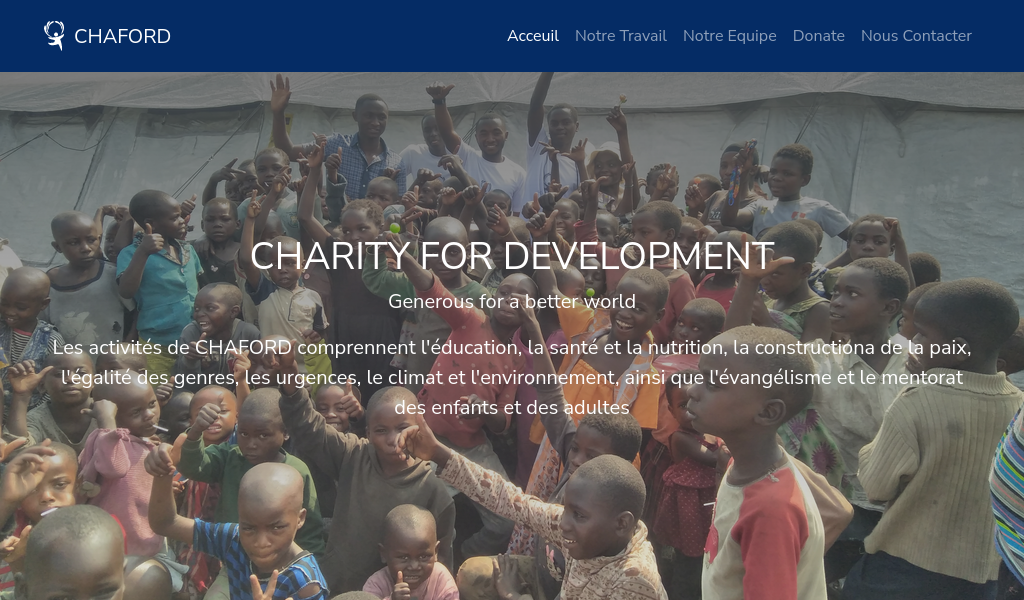 CHAFORD
Acceuil Notre Travail Notre Equipe Donate Nous Contacter
CHARITY FOR DEVELOPMENT
Generous for a better world
Les activités de CHAFORD comprennent l'éducation, la santé et la nutrition, la constructiona de la paix,
l'égalité des genres, les urgences, le climat et l'environnement, ainsi que l'évangélisme et le mentorat
des enfants et des adultes